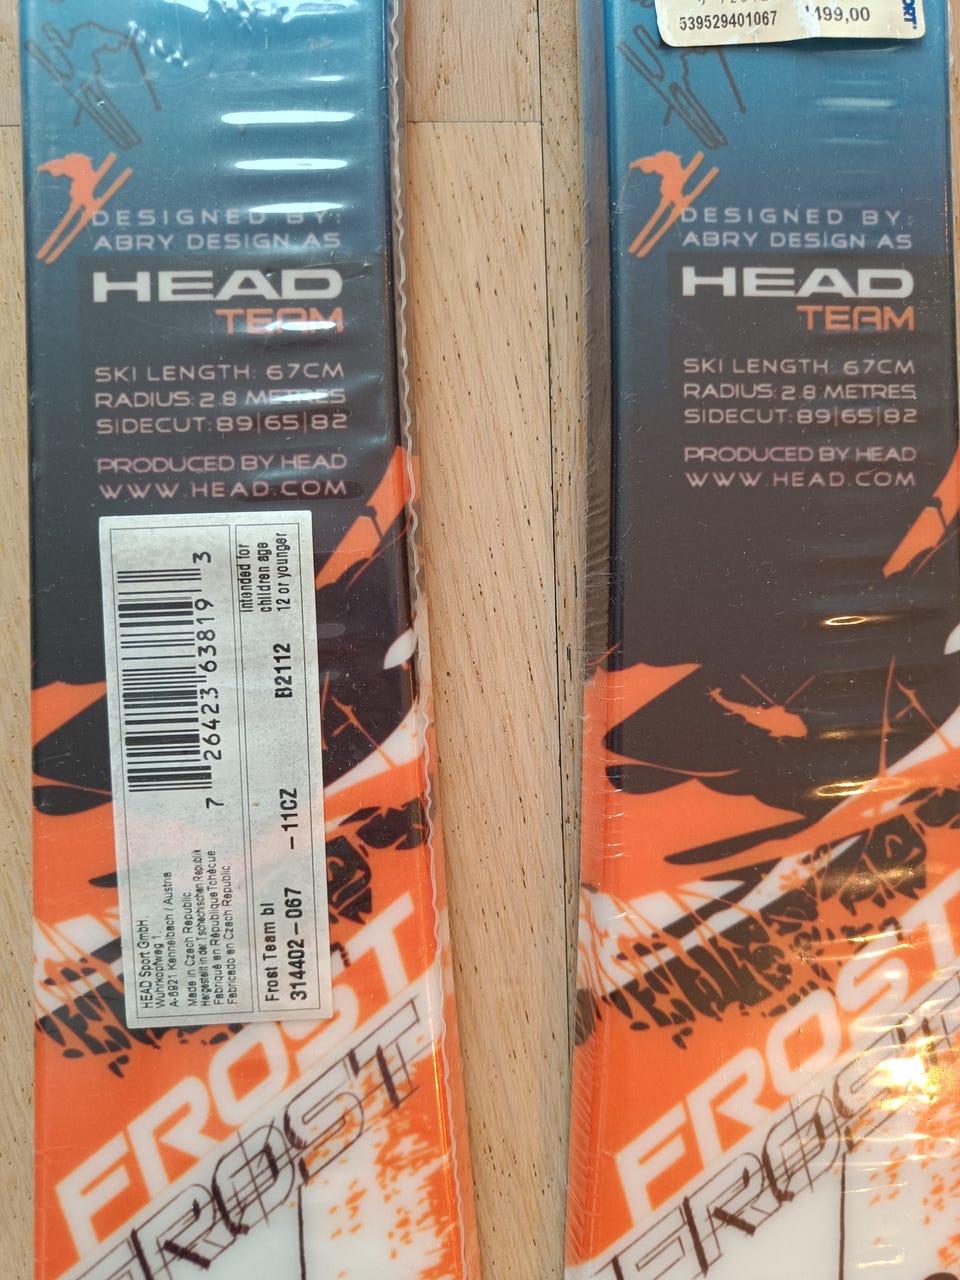 DESIGNED BY:
ABRY DESIGN AS
HEAD
TEAM
SKI LENGTH: 67CM
RADIUS: 2.8 METRES
SIDECUT: 89|65|82
PRODUCED BY HEAD
WWW.HEAD.COM
7 26423 63819 3
Intended for
children age
12 or younger
B2112
HEAD Sport GmbH,
Wuhrkopfweg 1,
A-6921 Kennelbach / Austria
Made in Czech Republic
Hergestellt in der Tschechischen Republik
Fabriqué en République Tchècue
Fabricado en Czech Republic
Frost Team bl
314402-067 -11CZ
FROST
FROST
539529401067 499,00
DESIGNED BY:
ABRY DESIGN AS
HEAD
TEAM
SKI LENGTH: 67CM
RADIUS: 2.8 METRES
SIDECUT: 89|65|82
PRODUCED BY HEAD
WWW.HEAD.COM
FROST
FROST